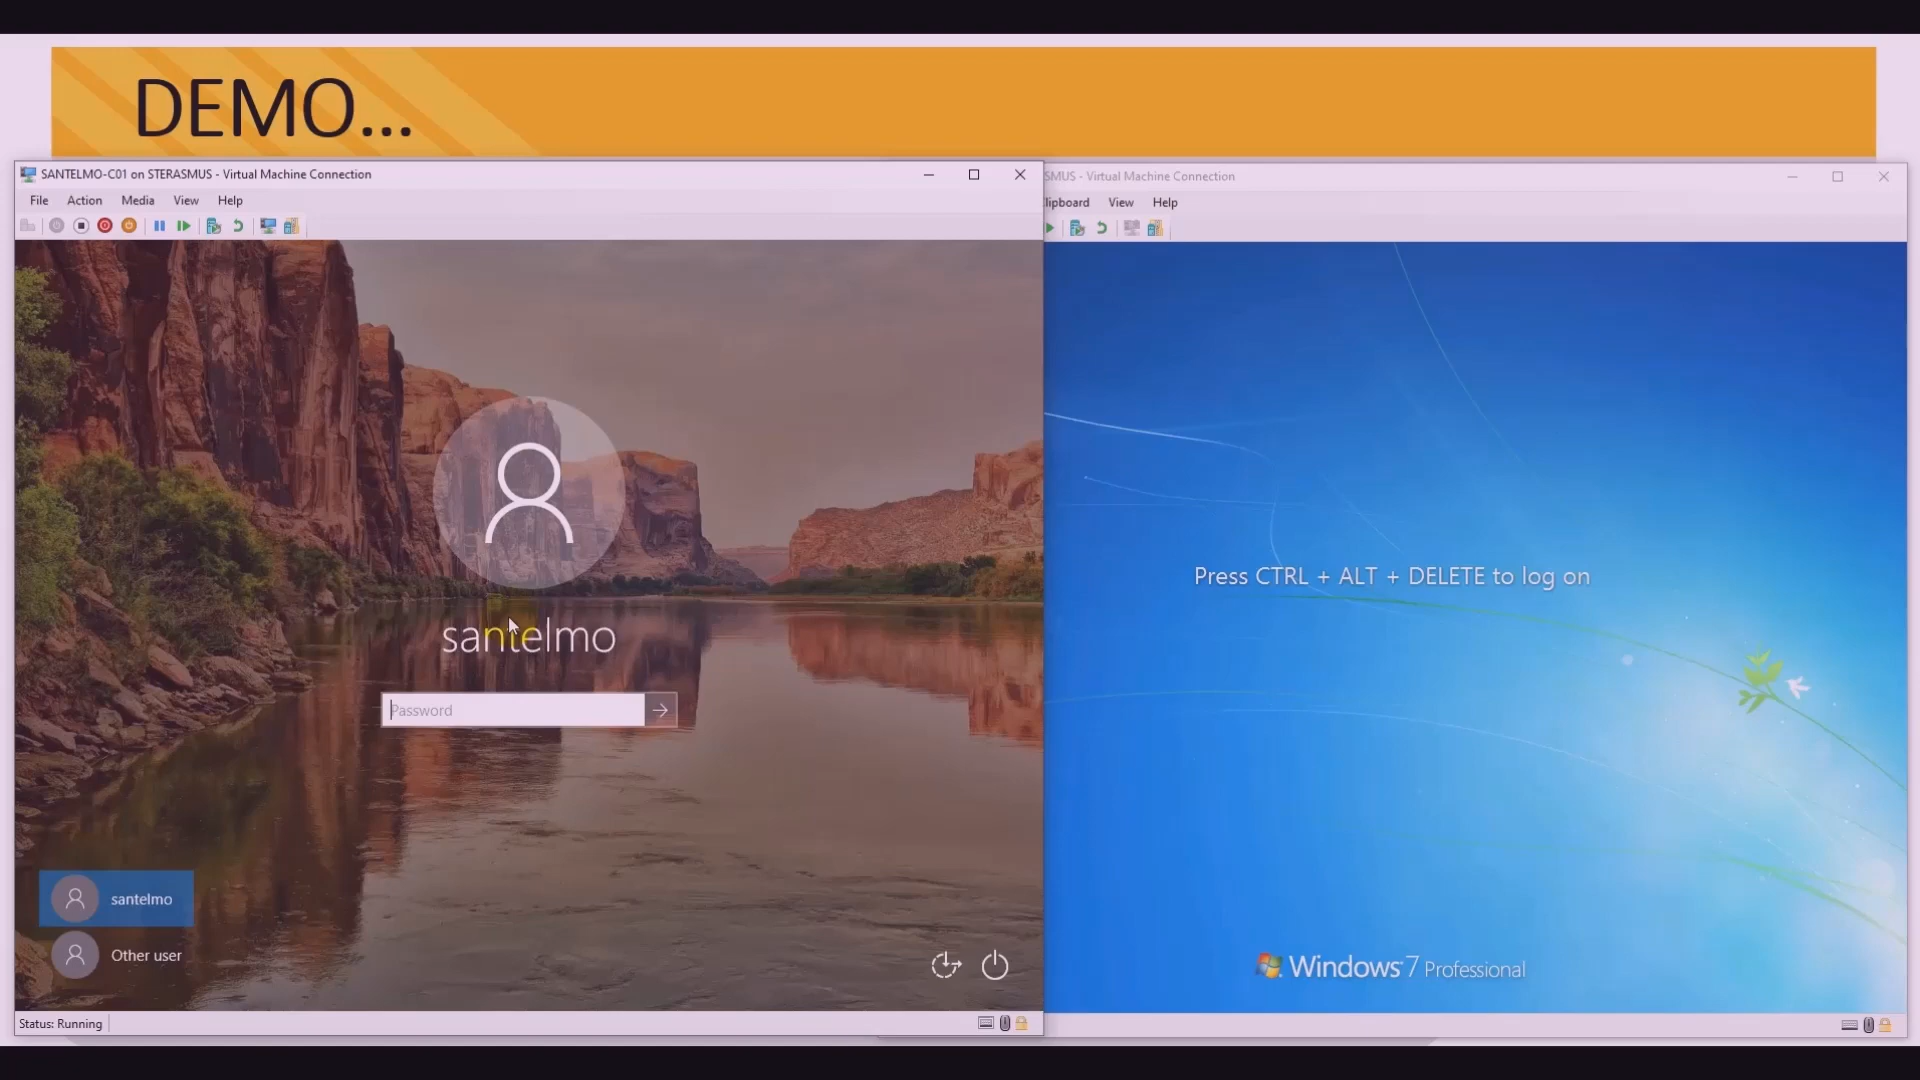 DEMO...
SANTELMO-C01 on STERASMUS - Virtual Machine Connection
File Action Media View Help
SMUS - Virtual Machine Connection
lipboard View Help
santelmo
Password
santelmo
Other user
Status: Running
Press CTRL + ALT + DELETE to log on
Windows 7 Professional